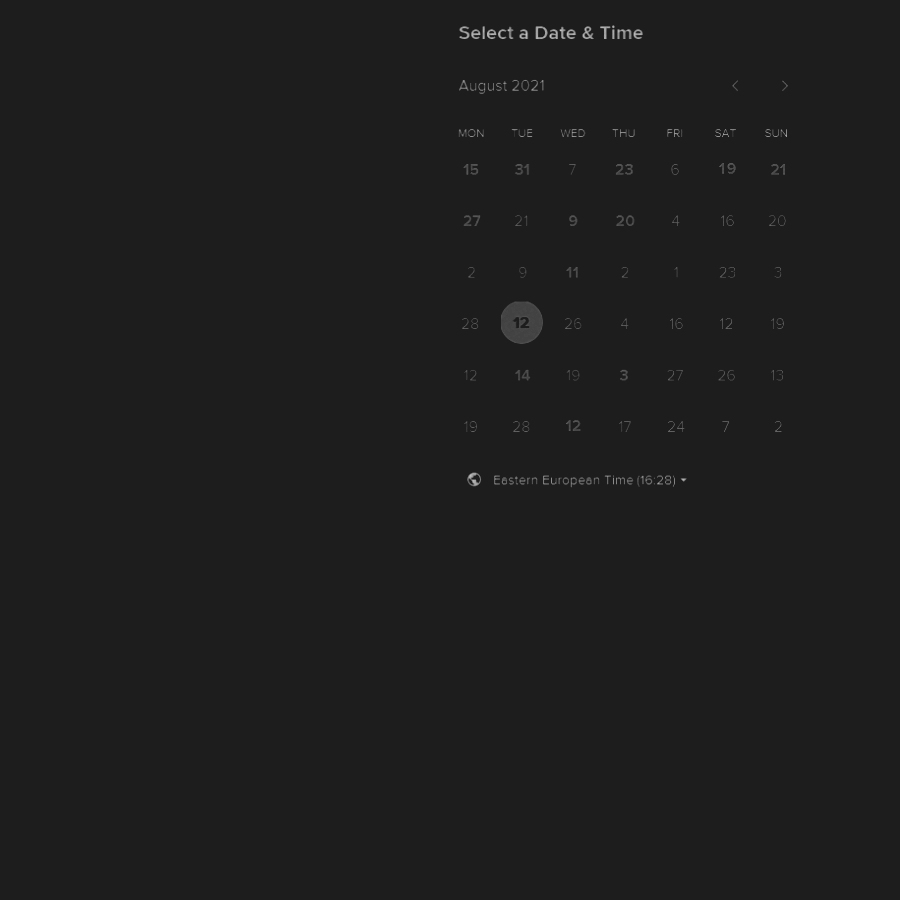 Select a Date & Time
August 2021
MON TUE WED THU FRI SAT SUN
15 31 7 23 6 19 21
27 21 9 20 4 16 20
2 9 11 2 1 23 3
28 12 26 4 16 12 19
12 14 19 3 27 26 13
19 28 12 17 24 7 2
Eastern European Time (16:28)